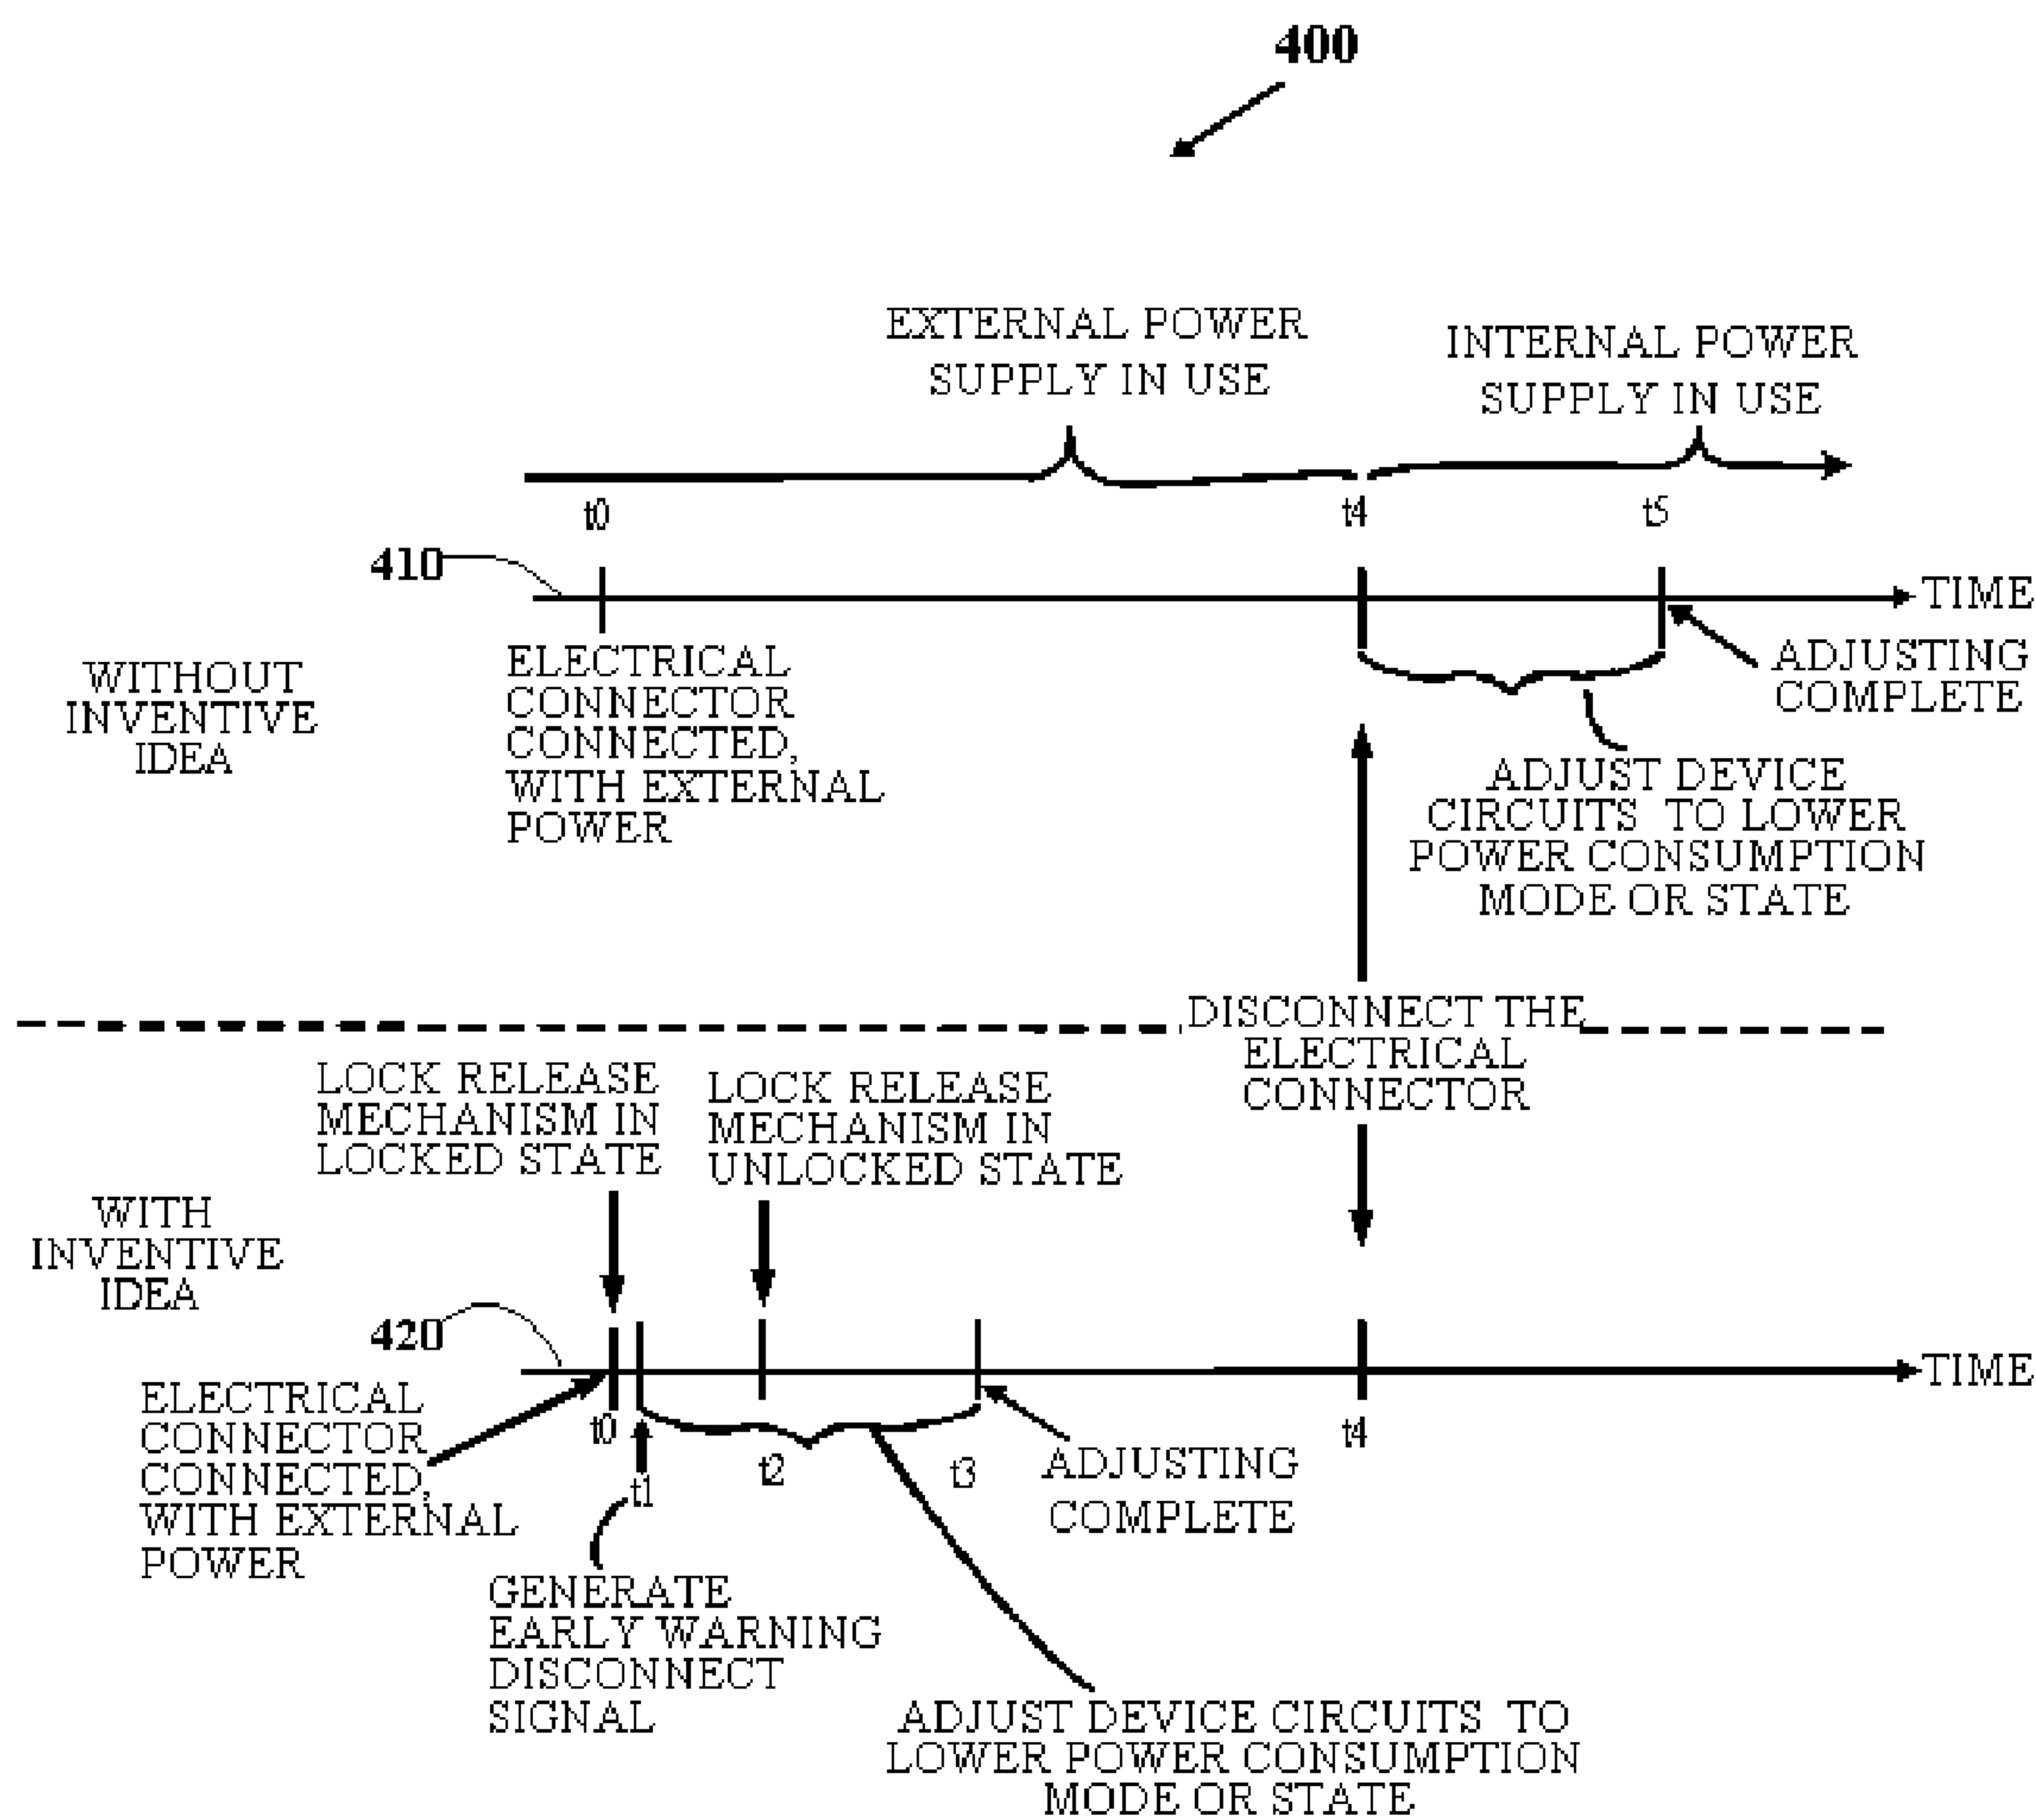 400
EXTERNAL POWER
SUPPLY IN USE
INTERNAL POWER
SUPPLY IN USE
t0
t4
t5
410
TIME
WITHOUT
INVENTIVE
IDEA
ELECTRICAL
CONNECTOR
CONNECTED,
WITH EXTERNAL
POWER
ADJUSTING
COMPLETE
ADJUST DEVICE
CIRCUITS TO LOWER
POWER CONSUMPTION
MODE OR STATE
DISCONNECT THE
ELECTRICAL
CONNECTOR
LOCK RELEASE
MECHANISM IN
LOCKED STATE
LOCK RELEASE
MECHANISM IN
UNLOCKED STATE
WITH
INVENTIVE
IDEA
420
TIME
ELECTRICAL
CONNECTOR
CONNECTED,
WITH EXTERNAL
POWER
t0
t1
t2
t3
t4
ADJUSTING
COMPLETE
GENERATE
EARLY WARNING
DISCONNECT
SIGNAL
ADJUST DEVICE CIRCUITS TO
LOWER POWER CONSUMPTION
MODE OR STATE